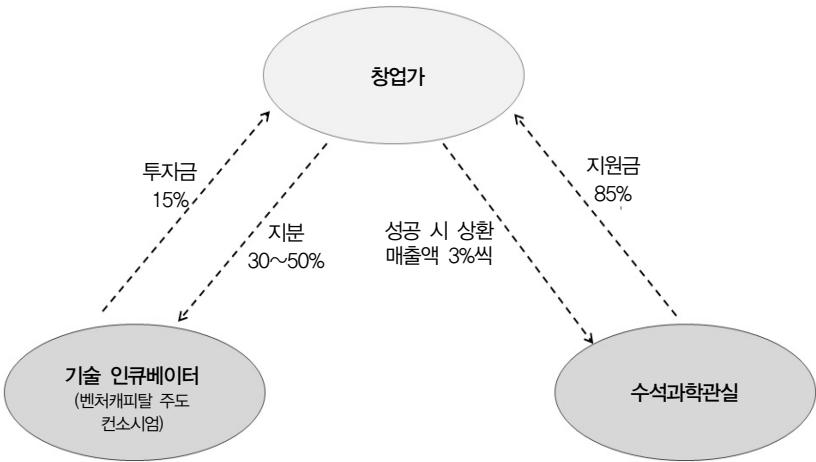 창업가
투자금
15%
지원금
85%
지분
30~50%
성공 시 상환
매출액 3%씩
기술 인큐베이터
(벤처캐피탈 주도
컨소시엄)
수석과학관실